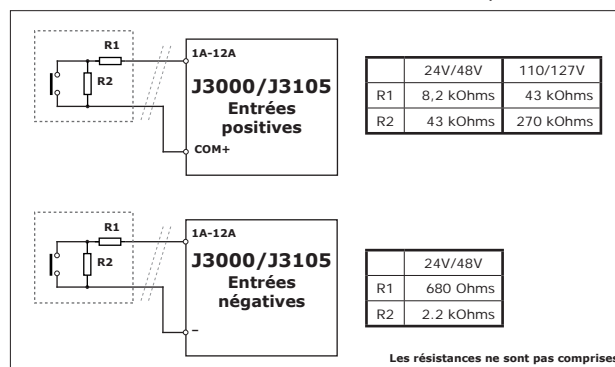 R1
R2
1A-12A
J3000/J3105
Entrées
positives
COM+
24V/48V 110/127V
R1 8,2 kOhms 43 kOhms
R2 43 kOhms 270 kOhms
R1
R2
1A-12A
J3000/J3105
Entrées
négatives
–
24V/48V
R1 680 Ohms
R2 2.2 kOhms
Les résistances ne sont pas comprises